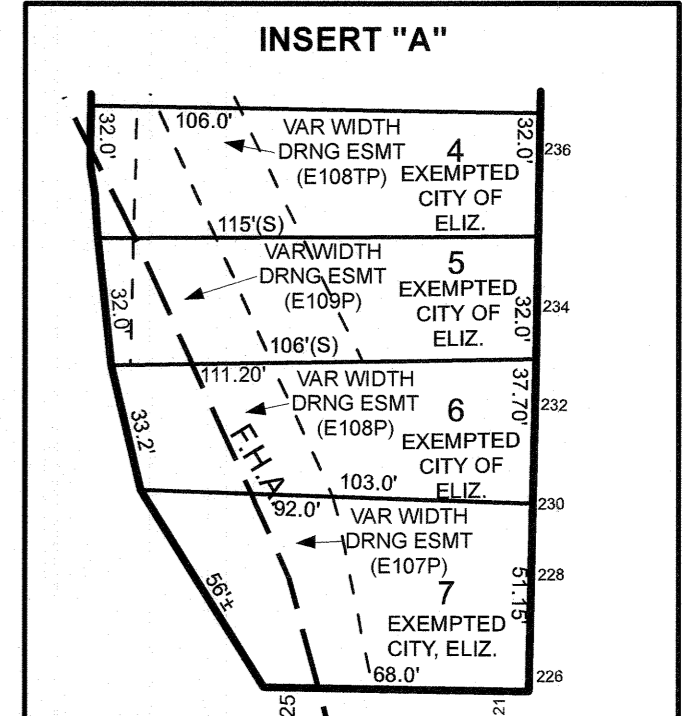 INSERT "A"
32.0'
106.0'
VAR WIDTH
DRNG ESMT
(E108TP)
4
EXEMPTED
CITY OF
ELIZ.
32.0'
236
115'(S)
VAR WIDTH
DRNG ESMT
(E109P)
5
EXEMPTED
CITY OF
ELIZ.
32.0'
32.0'
234
106'(S)
111.20'
VAR WIDTH
DRNG ESMT
(E108P)
6
EXEMPTED
CITY OF
ELIZ.
37.70'
232
33.2'
F.H.A.
103.0'
230
92.0'
VAR WIDTH
DRNG ESMT
(E107P)
7
EXEMPTED
CITY, ELIZ.
51.15'
228
56'±
68.0'
226
25
21